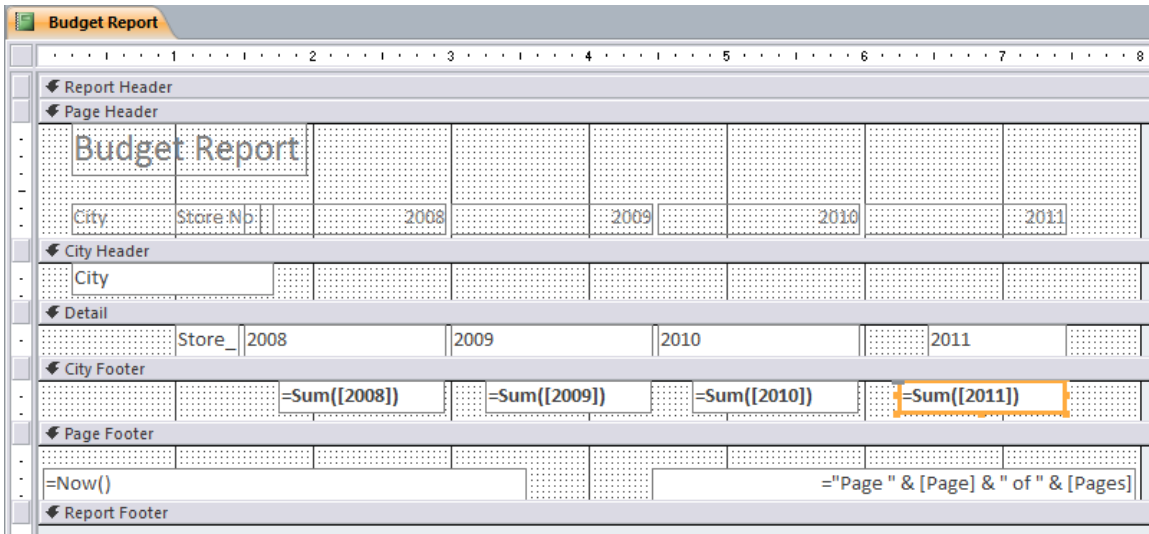 Budget Report
1 2 3 4 5 6 7 8
Report Header
Page Header
Budget Report
City Store No 2008 2009 2010 2011
City Header
City
Detail
Store_ 2008 2009 2010 2011
City Footer
=Sum([2008]) =Sum([2009]) =Sum([2010]) =Sum([2011])
Page Footer
=Now() ="Page " & [Page] & " of " & [Pages]
Report Footer